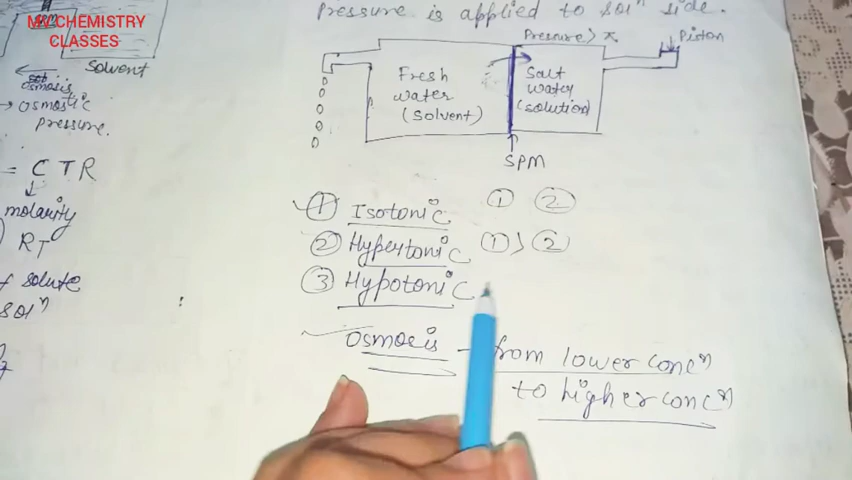 MY CHEMISTRY
CLASSES
Solvent
osmosis
→ osmotic
pressure.
= C T R
molarity
RT
solute
solⁿ
Pressure is applied to solⁿ side.
Pressure > π
Piston
Fresh
water
(solvent)
Salt
water
(solution)
SPM
① Isotonic ① ②
② Hypertonic ① > ②
③ Hypotonic
Osmosis - from lower concⁿ
to higher concⁿ